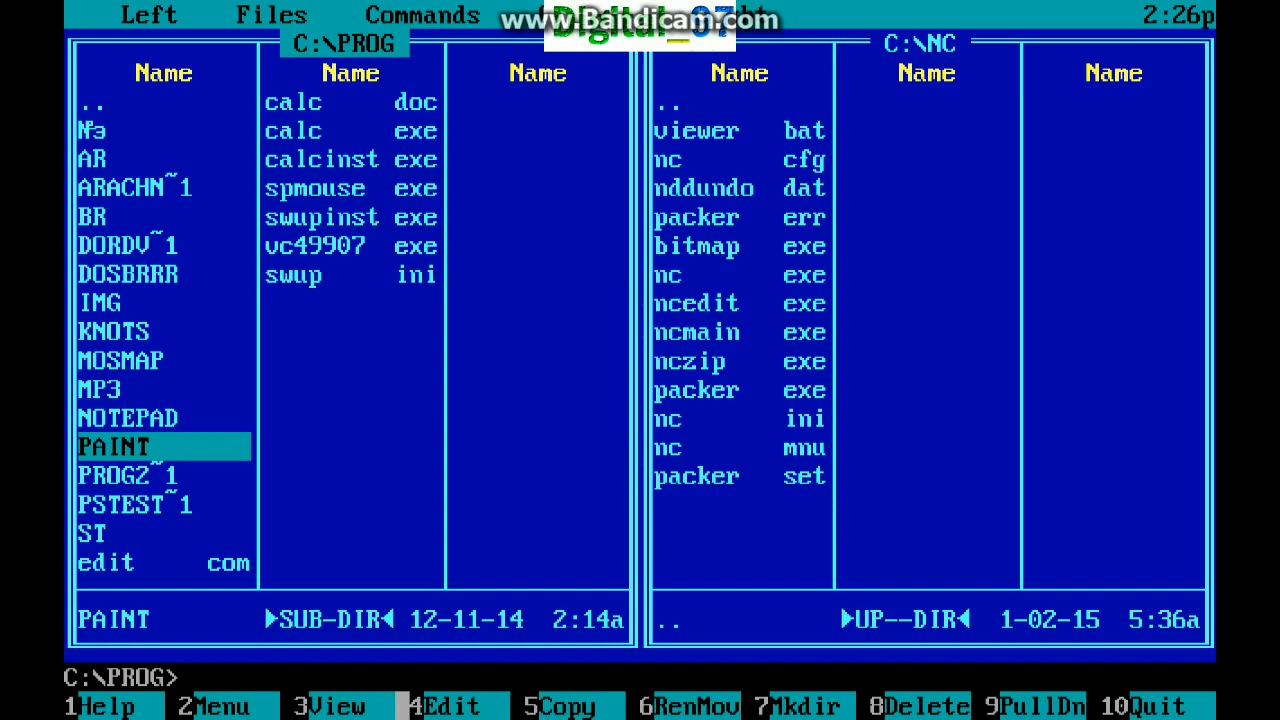 Left Files Commands 2:26p
www.Bandicam.com
Digital_07
C:\PROG
Name Name Name
..
№э
AR
ARACHN~1
BR
DORDV~1
DOSBRRR
IMG
KNOTS
MOSMAP
MP3
NOTEPAD
PAINT
PROG2~1
PSTEST~1
ST
edit com
calc doc
calc exe
calcinst exe
spmouse exe
swupinst exe
vc49907 exe
swup ini
PAINT ►SUB-DIR◄ 12-11-14 2:14a
C:\NC
Name Name Name
..
viewer bat
nc cfg
nddundo dat
packer err
bitmap exe
nc exe
ncedit exe
ncmain exe
nczip exe
packer exe
nc ini
nc mnu
packer set
.. ►UP--DIR◄ 1-02-15 5:36a
C:\PROG>
1Help 2Menu 3View 4Edit 5Copy 6RenMov 7Mkdir 8Delete 9PullDn 10Quit